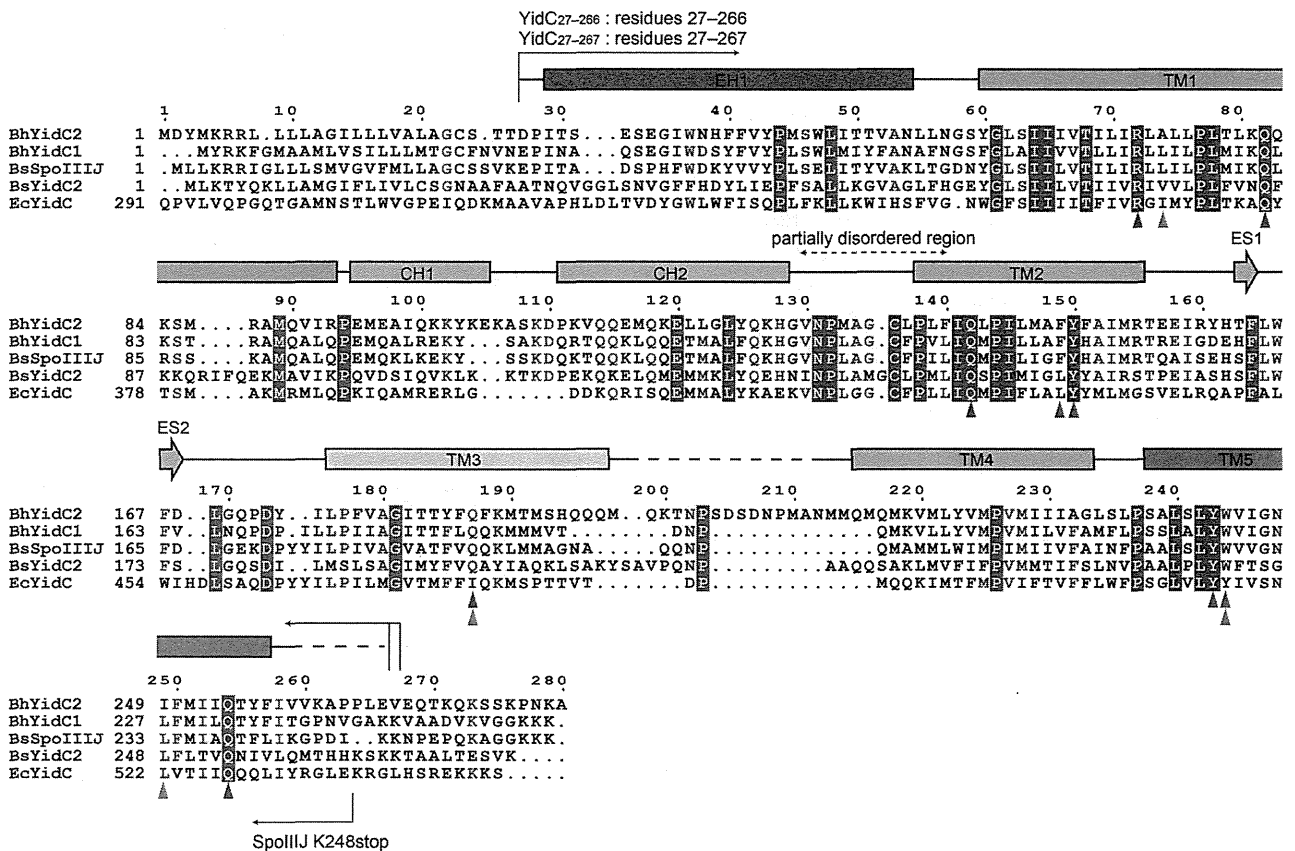 YidC27–266 : residues 27–266
YidC27–267 : residues 27–267
EH1 TM1
1 10 20 30 40 50 60 70 80
BhYidC2 1 MDYMKRRL.LLLAGILLLVALAGCS.TTDPITS...ESEGIWNHFFVYPMSWLITTVANLLNGSYGLSIIIVTILIRLALLPLTLKQQ
BhYidC1 1 ...MYRKFGMAAMLVSILLLMTGCFNVNEPINA...QSEGIWDSYFVYPLSWLMIYFANAFNGSFGLAIIVVTLLIRLLILPLMIKQL
BsSpoIIIJ 1 .MLLKRRIGLLLSMVGVFMLLAGCSSVKEPITA...DSPHFWDKYVVYPLSELITYVAKLTGDNYGLSIILVTILIRLLILPLMIKQL
BsYidC2 1 ..MLKTYQKLLAMGIFLIVLCSGNAAFAATNQVGGLSNVGFFHDYLIEPFSALLKGVAGLFHGEYGLSIILVTIIVRIVVLPLFVNQF
EcYidC 291 QPVLVQPGQTGAMNSTLWVGPEIQDKMAAVAPHLDLTVDYGWLWFISQPLFKLLKWIHSFVG.NWGFSIIIITFIVRGIMYPLTKAQY
partially disordered region ES1
CH1 CH2 TM2
90 100 110 120 130 140 150 160
BhYidC2 84 KSM....RAMQVIRPEMEAIQKKYKEKASKDPKVQQEMQKELLGLYQKHGVNPMAG.CLPLFIQLPILMAFYFAIMRTEEIRYHTFLW
BhYidC1 83 KST....RAMQALQPEMQALREKY...SAKDQRTQQKLQQETMALFQKHGVNPLAG.CFPVLIQMPILLAFYHAIMRTREIGDEHFLW
BsSpoIIIJ 85 RSS....KAMQALQPEMQKLKEKY...SSKDQKTQQKLQQETMALFQKHGVNPLAG.CFPILIQMPILIGFYHAIMRTQAISEHSFLW
BsYidC2 87 KKQRIFQEKMAVIKPQVDSIQVKLK..KTKDPEKQKELQMEMMKLYQEHNINPLAMGCLPMLIQSPIMIGLYYAIRSTPEIASHSFLW
EcYidC 378 TSM....AKMRMLQPKIQAMRERLG....DDKQRISQEMMALYKAEKVNPLGG.CFPLLIQMPIFLALYYMLMGSVELRQAPFAL
ES2
TM3 TM4 TM5
170 180 190 200 210 220 230 240
BhYidC2 167 FD..LGQPDY.ILPFVAGITTYFQFKMTMSHQQQM..QKTNPSDSDNPMANMMQMQMKVMLYVMPVMIIIAGLSLPSALSLYWVIGN
BhYidC1 163 FV..LNQPDP.ILLPIIAGITTFLQQKMMMVT.......DNP..........QMKVLLYVMPVMILVFAMFLPSSLALYWVIGN
BsSpoIIIJ 165 FD..LGEKDPYYILPIVAGVATFVQQKLMMAGNA.....QQNP..........QMAMMLWIMPIMIIVFAINFPAALSLYWVVGN
BsYidC2 173 FS..LGQSDI.LMSLSAGIMYFVQAYIAQKLSAKYSAVPQNP.......AAQQSAKLMVFIFPVMMTIFSLNVPAALPLYWFTSG
EcYidC 454 WIHDLSAQDPYYILPILMGVTMFFIQKMSPTTVT.....DP...........MQQKIMTFMPVIFTVFFLWFPSGLVLYYIVSN
250 260 270 280
BhYidC2 249 IFMIIQTYFIVVKAPPLEVEQTKQKSSKPNKA
BhYidC1 227 LFMILQTYFITGPNVGAKKVAADVKVGGKKK.
BsSpoIIIJ 233 LFMIAQTFLIKGPDI..KKNPEPQKAGGKKK.
BsYidC2 248 LFLTVQNIVLQMTHHKSKKTAALTESVK....
EcYidC 522 LVTIIQQQLIYRGLEKRGLHSREKKKS.....
SpoIIIJ K248stop